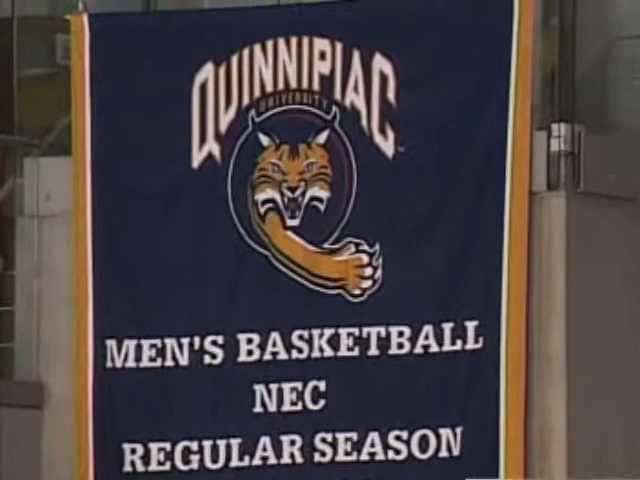 QUINNIPIAC
UNIVERSITY
MEN'S BASKETBALL
NEC
REGULAR SEASON